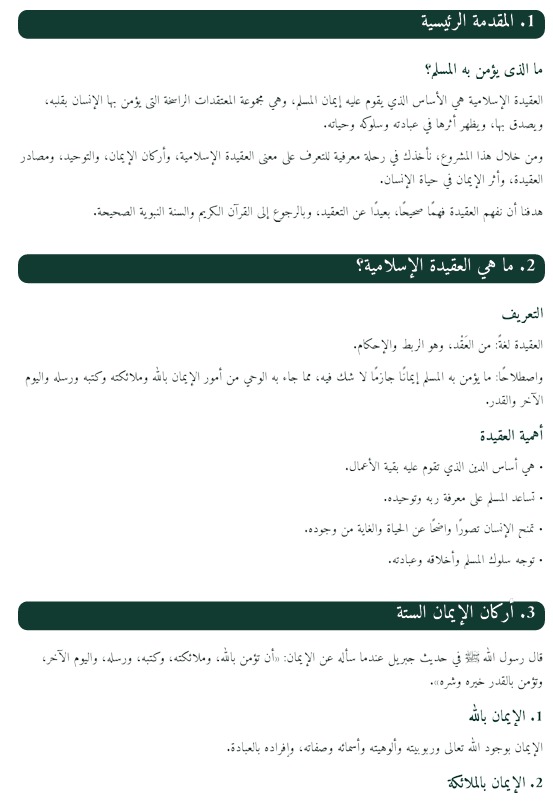 1. المقدمة الرئيسية
ما الذي يؤمن به المسلم؟
العقيدة الإسلامية هي الأساس الذي يقوم عليه إيمان المسلم، وهي مجموعة المعتقدات الراسخة التي يؤمن بها الإنسان بقلبه،
ويصدق بها، ويظهر أثرها في عبادته وسلوكه وحياته.
ومن خلال هذا المشروع، نأخذك في رحلة معرفية للتعرف على معنى العقيدة الإسلامية، وأركان الإيمان، والتوحيد، ومصادر
العقيدة، وأثر الإيمان في حياة الإنسان.
هدفنا أن نفهم العقيدة فهمًا صحيحًا، بعيدًا عن التعقيد، وبالرجوع إلى القرآن الكريم والسنة النبوية الصحيحة.
2. ما هي العقيدة الإسلامية؟
التعريف
العقيدة لغةً: من العَقْد، وهو الربط والإحكام.
واصطلاحًا: ما يؤمن به المسلم إيمانًا جازمًا لا شك فيه، مما جاء به الوحي من أمور الإيمان بالله وملائكته وكتبه ورسله واليوم
الآخر والقدر.
أهمية العقيدة
• هي أساس الدين الذي تقوم عليه بقية الأعمال.
• تساعد المسلم على معرفة ربه وتوحيده.
• تمنح الإنسان تصورًا واضحًا عن الحياة والغاية من وجوده.
• توجه سلوك المسلم وأخلاقه وعبادته.
3. أركان الإيمان الستة
قال رسول الله ﷺ في حديث جبريل عندما سأله عن الإيمان: «أن تؤمن بالله، وملائكته، وكتبه، ورسله، واليوم الآخر،
وتؤمن بالقدر خيره وشره».
1. الإيمان بالله
الإيمان بوجود الله تعالى وربوبيته وألوهيته وأسمائه وصفاته، وإفراده بالعبادة.
2. الإيمان بالملائكة